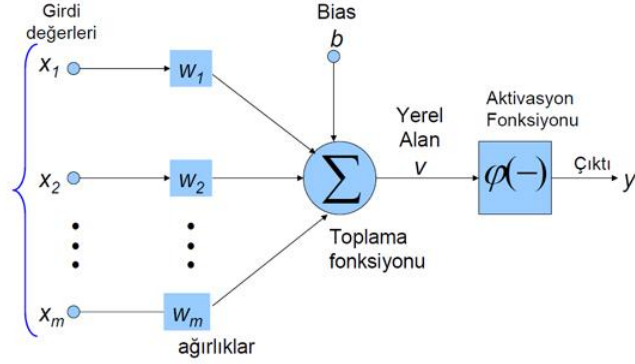 Girdi
değerleri
x1
x2
xm
w1
w2
wm
ağırlıklar
Bias
b
∑
Toplama
fonksiyonu
Yerel
Alan
v
Aktivasyon
Fonksiyonu
φ(−)
Çıktı
y